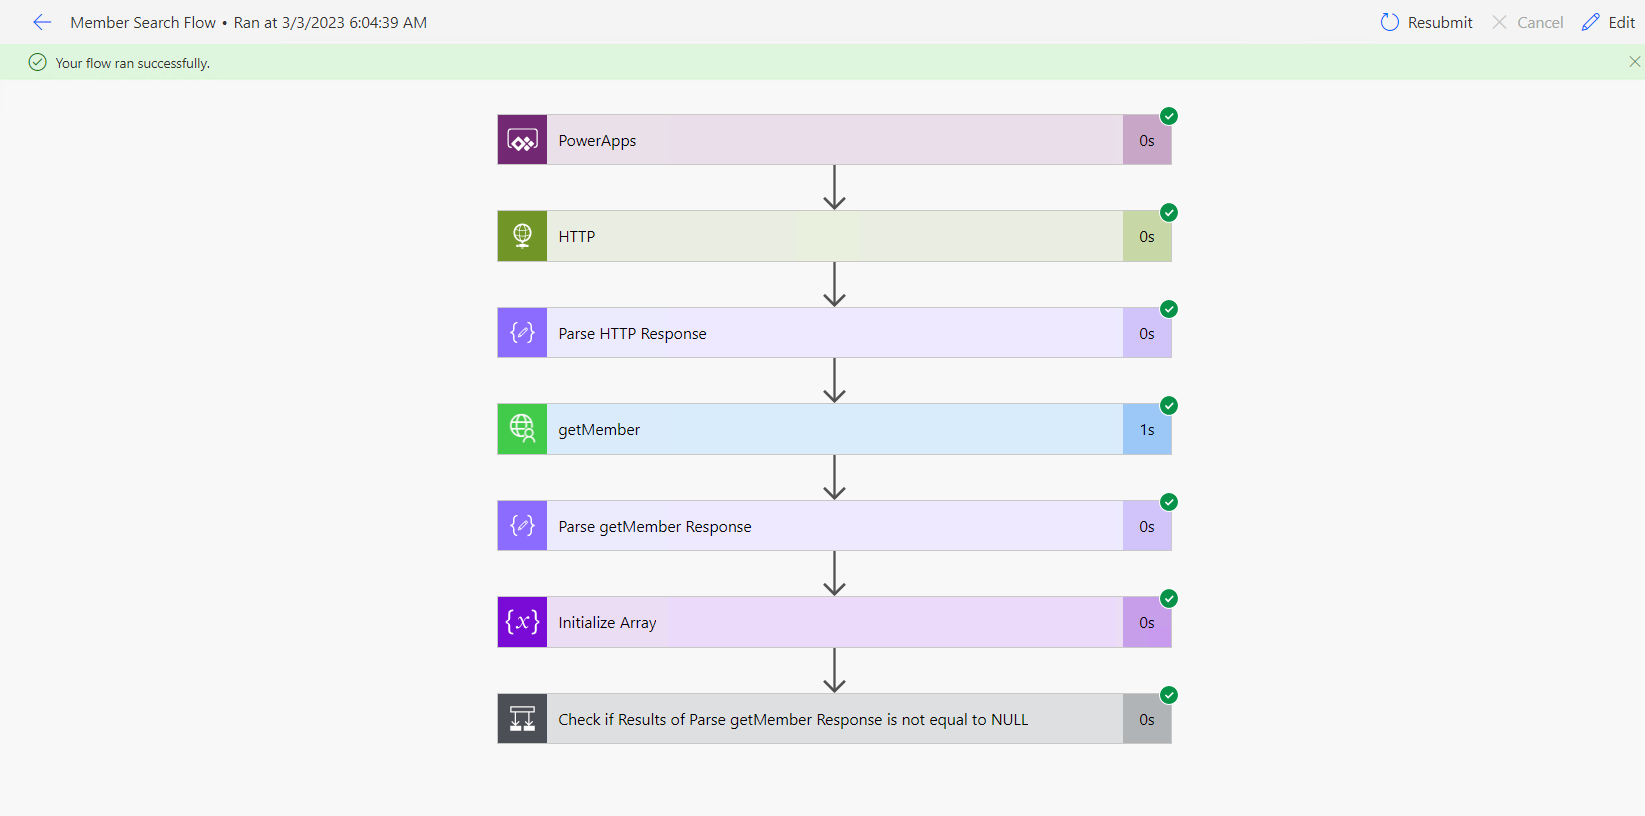 Member Search Flow • Ran at 3/3/2023 6:04:39 AM
Resubmit
Cancel
Edit
Your flow ran successfully.
PowerApps
0s
HTTP
0s
Parse HTTP Response
0s
getMember
1s
Parse getMember Response
0s
{x}
Initialize Array
0s
Check if Results of Parse getMember Response is not equal to NULL
0s